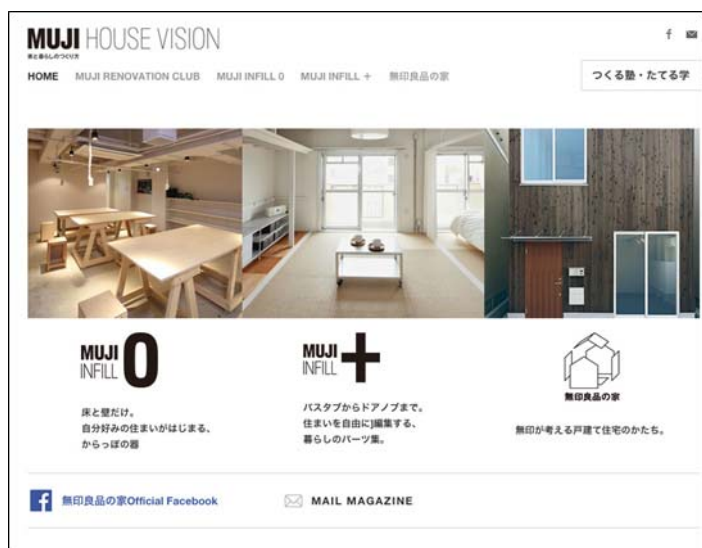 MUJI HOUSE VISION
家と暮らしのつくり方
HOME MUJI RENOVATION CLUB MUJI INFILL 0 MUJI INFILL + 無印良品の家
つくる塾・たてる学
MUJI
INFILL 0
床と壁だけ。
自分好みの住まいがはじまる、
からっぽの器
MUJI
INFILL +
バスタブからドアノブまで。
住まいを自由に]編集する、
暮らしのパーツ集。
無印良品の家
無印が考える戸建て住宅のかたち。
無印良品の家Official Facebook
MAIL MAGAZINE